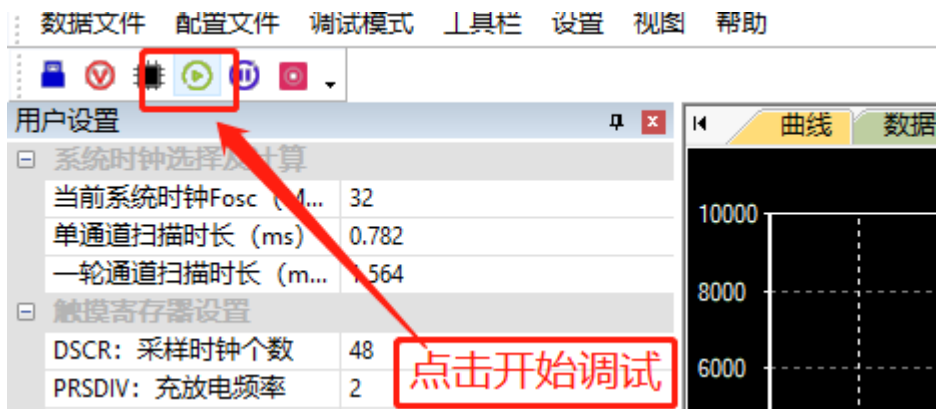 数据文件 配置文件 调试模式 工具栏 设置 视图 帮助
用户设置
曲线 数据
系统时钟选择及计算
当前系统时钟Fosc（M... 32
单通道扫描时长（ms） 0.782
一轮通道扫描时长（m... 1.564
触摸寄存器设置
DSCR：采样时钟个数 48
PRSDIV：充放电频率 2
点击开始调试
10000
8000
6000